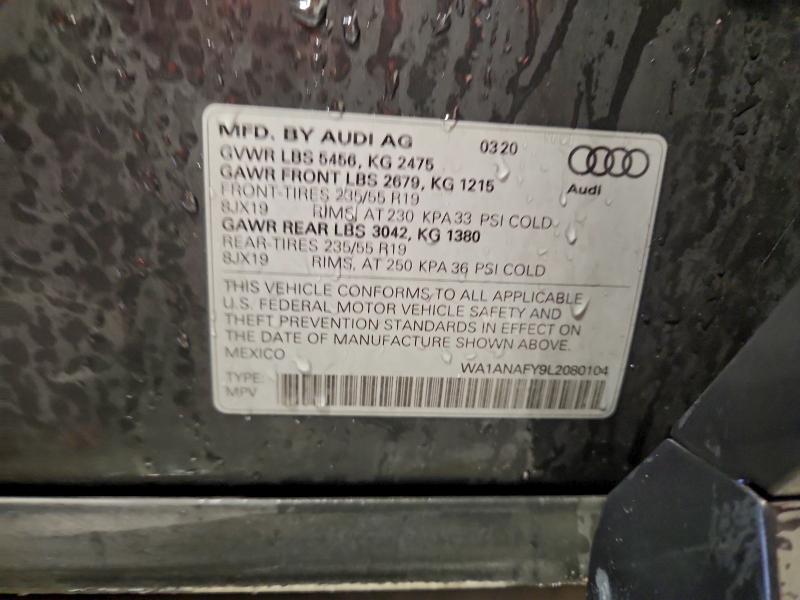 MFD. BY AUDI AG 0320
GVWR LBS 5456, KG 2475
GAWR FRONT LBS 2679, KG 1215
Audi
FRONT-TIRES 235/55 R19
8JX19 RIMS, AT 230 KPA 33 PSI COLD
GAWR REAR LBS 3042, KG 1380
REAR-TIRES 235/55 R19
8JX19 RIMS, AT 250 KPA 36 PSI COLD
THIS VEHICLE CONFORMS TO ALL APPLICABLE
U.S. FEDERAL MOTOR VEHICLE SAFETY AND
THEFT PREVENTION STANDARDS IN EFFECT ON
THE DATE OF MANUFACTURE SHOWN ABOVE.
MEXICO
WA1ANAFY9L2080104
TYPE:
MPV